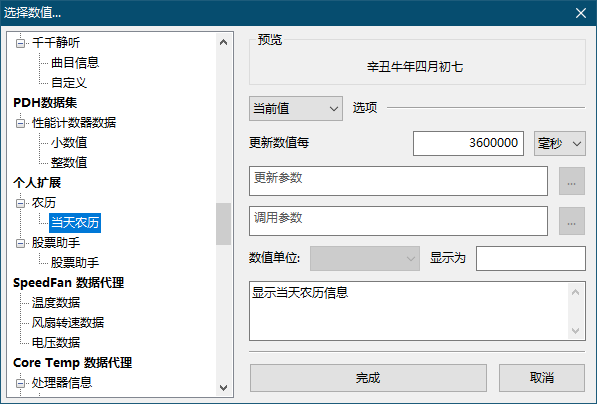 选择数值...
千千静听
曲目信息
自定义
PDH数据集
性能计数器数据
小数值
整数值
个人扩展
农历
当天农历
股票助手
股票助手
SpeedFan 数据代理
温度数据
风扇转速数据
电压数据
Core Temp 数据代理
处理器信息
预览
辛丑牛年四月初七
当前值 选项
更新数值每 3600000 毫秒
更新参数 ...
调用参数 ...
数值单位: 显示为
显示当天农历信息
完成 取消